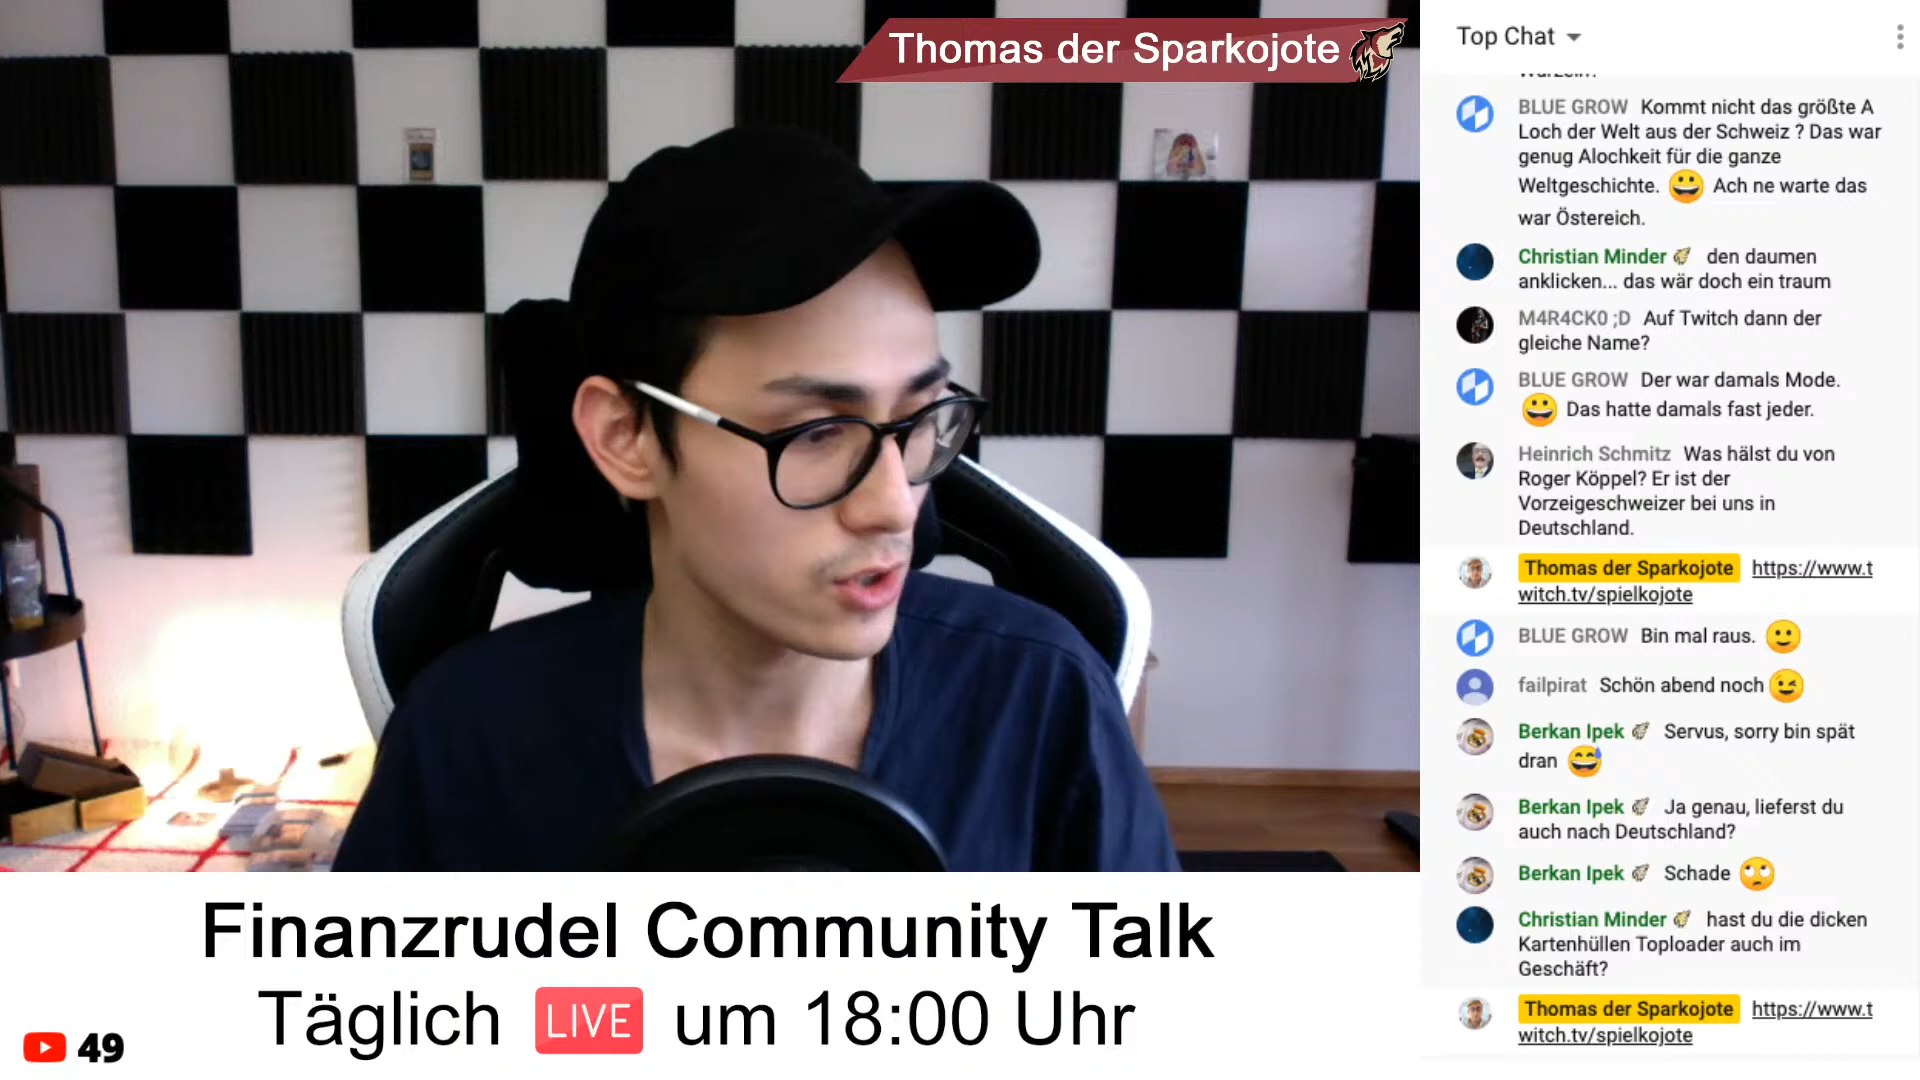 Thomas der Sparkojote
Finanzrudel Community Talk
Täglich LIVE um 18:00 Uhr
49
Top Chat
BLUE GROW Kommt nicht das größte A
Loch der Welt aus der Schweiz ? Das war
genug Alochkeit für die ganze
Weltgeschichte. 😀 Ach ne warte das
war Östereich.
Christian Minder den daumen
anklicken... das wär doch ein traum
M4R4CK0 ;D Auf Twitch dann der
gleiche Name?
BLUE GROW Der war damals Mode.
😀 Das hatte damals fast jeder.
Heinrich Schmitz Was hälst du von
Roger Köppel? Er ist der
Vorzeigeschweizer bei uns in
Deutschland.
Thomas der Sparkojote https://www.t
witch.tv/spielkojote
BLUE GROW Bin mal raus. 🙂
failpirat Schön abend noch 😉
Berkan Ipek Servus, sorry bin spät
dran 😅
Berkan Ipek Ja genau, lieferst du
auch nach Deutschland?
Berkan Ipek Schade 🙄
Christian Minder hast du die dicken
Kartenhüllen Toploader auch im
Geschäft?
Thomas der Sparkojote https://www.t
witch.tv/spielkojote